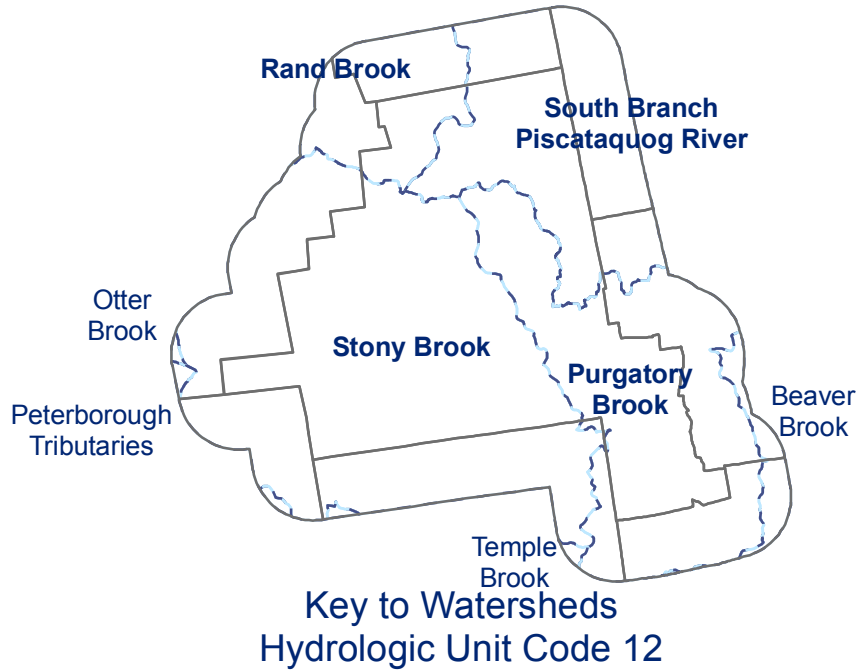 Rand Brook
South Branch
Piscataquog River
Otter
Brook
Stony Brook
Purgatory
Brook
Beaver
Brook
Peterborough
Tributaries
Temple
Brook
Key to Watersheds
Hydrologic Unit Code 12